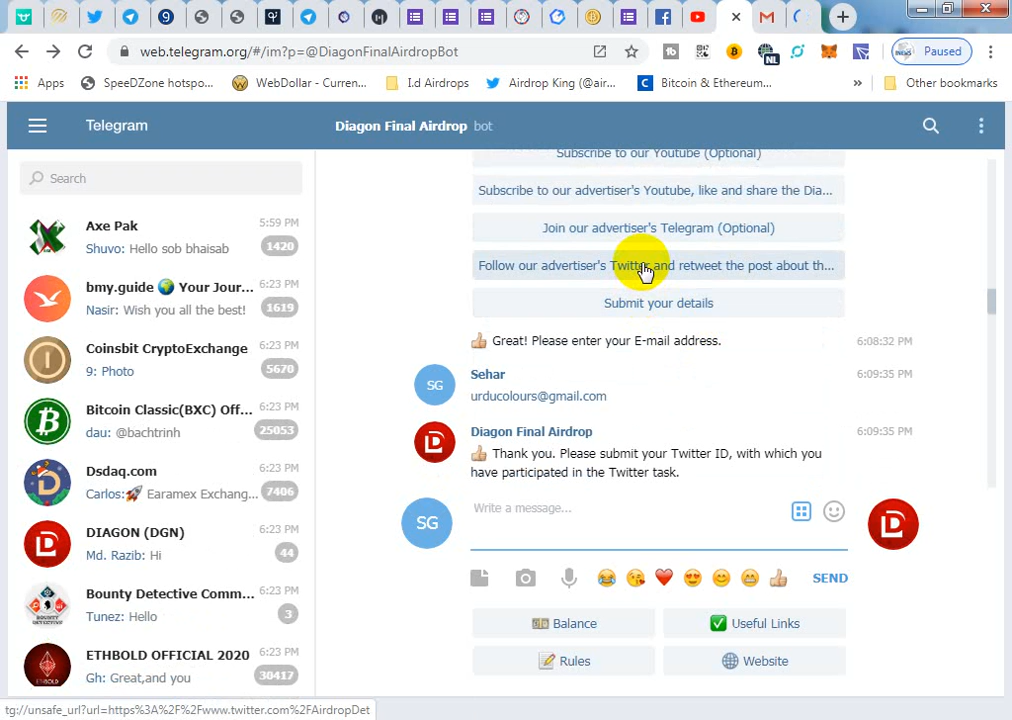 web.telegram.org/#/im?p=@DiagonFinalAirdropBot
NL
Paused
Apps
SpeeDZone hotspo...
WebDollar - Curren...
I.d Airdrops
Airdrop King (@air...
Bitcoin & Ethereum...
»
Other bookmarks
Telegram
Diagon Final Airdrop bot
Search
Axe Pak
5:59 PM
Shuvo: Hello sob bhaisab
1420
bmy.guide 🌍 Your Jour...
6:23 PM
Nasir: Wish you all the best!
1619
Coinsbit CryptoExchange
6:23 PM
9: Photo
5670
Bitcoin Classic(BXC) Off...
6:23 PM
dau: @bachtrinh
25053
Dsdaq.com
6:23 PM
Carlos:🚀 Earamex Exchang...
7406
DIAGON (DGN)
6:23 PM
Md. Razib: Hi
44
Bounty Detective Comm...
6:23 PM
Tunez: Hello
3
ETHBOLD OFFICIAL 2020
6:23 PM
Gh: Great,and you
30417
Subscribe to our Youtube (Optional)
Subscribe to our advertiser's Youtube, like and share the Dia...
Join our advertiser's Telegram (Optional)
Follow our advertiser's Twitter and retweet the post about th...
Submit your details
👍 Great! Please enter your E-mail address.
6:08:32 PM
SG
Sehar
6:09:35 PM
urducolours@gmail.com
Diagon Final Airdrop
6:09:35 PM
👍 Thank you. Please submit your Twitter ID, with which you
have participated in the Twitter task.
SG
Write a message...
SEND
Balance
Useful Links
Rules
Website
tg://unsafe_url?url=https%3A%2F%2Fwww.twitter.com%2FAirdropDet